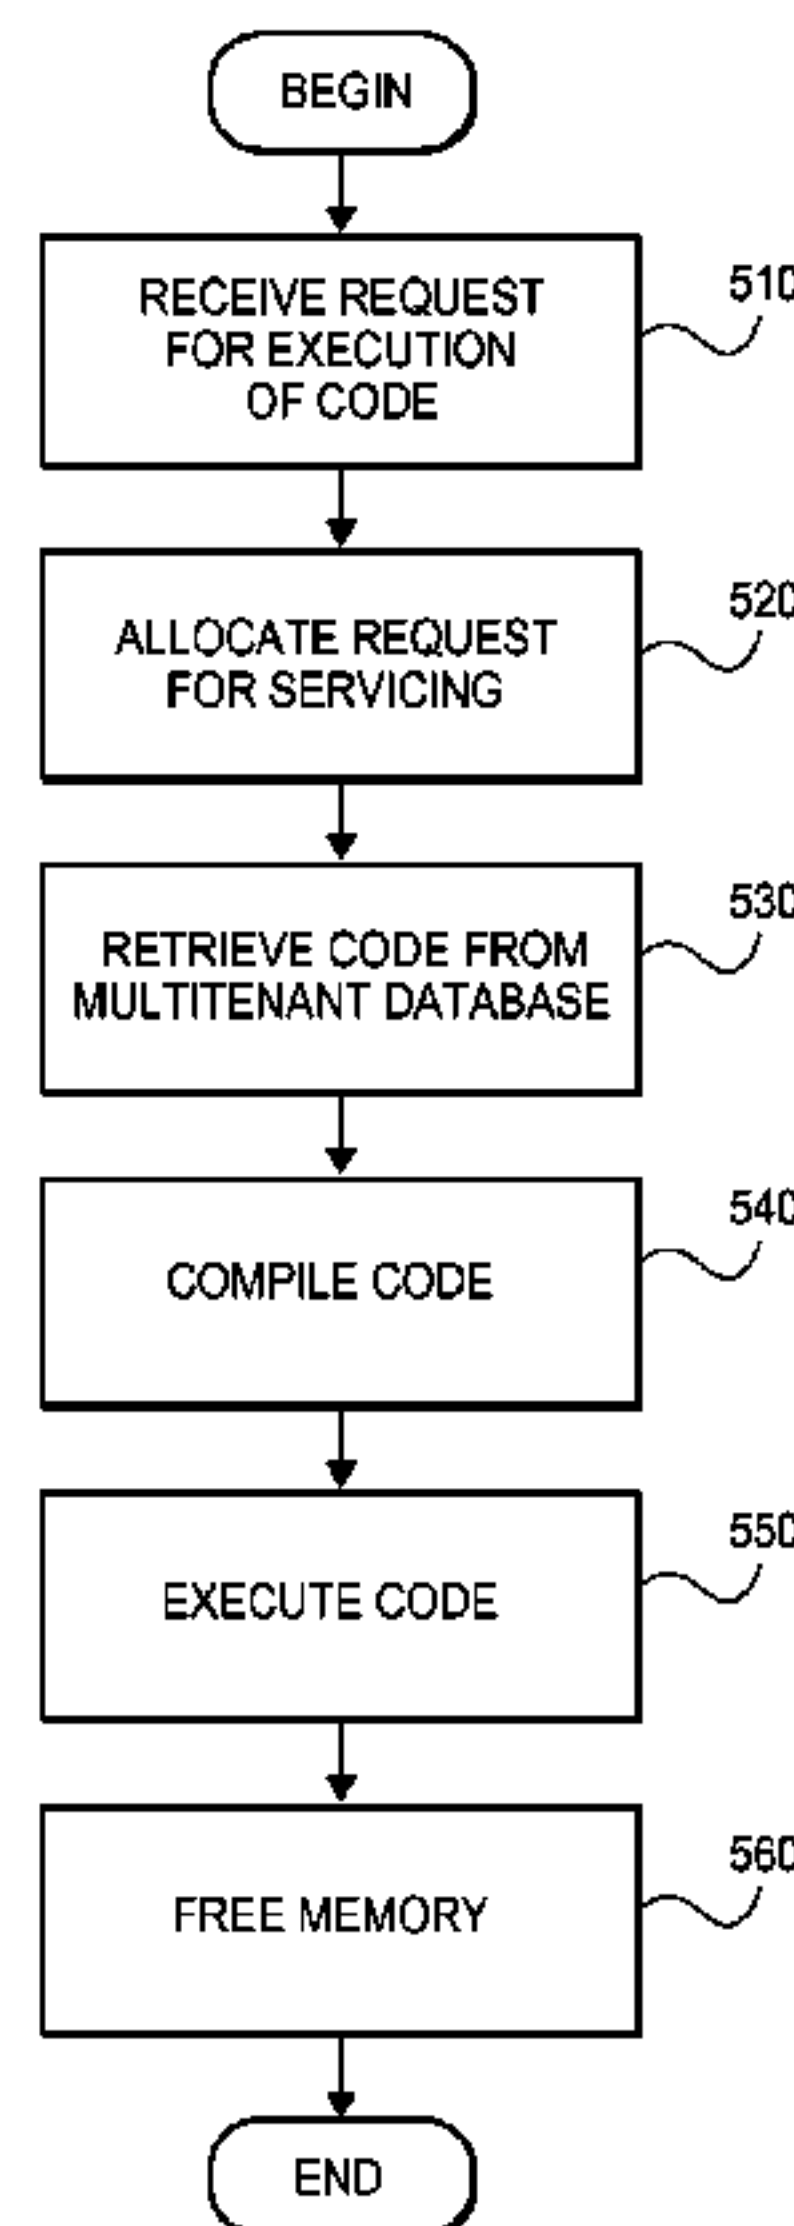 BEGIN
RECEIVE REQUEST
FOR EXECUTION
OF CODE
510
ALLOCATE REQUEST
FOR SERVICING
520
RETRIEVE CODE FROM
MULTITENANT DATABASE
530
COMPILE CODE
540
EXECUTE CODE
550
FREE MEMORY
560
END